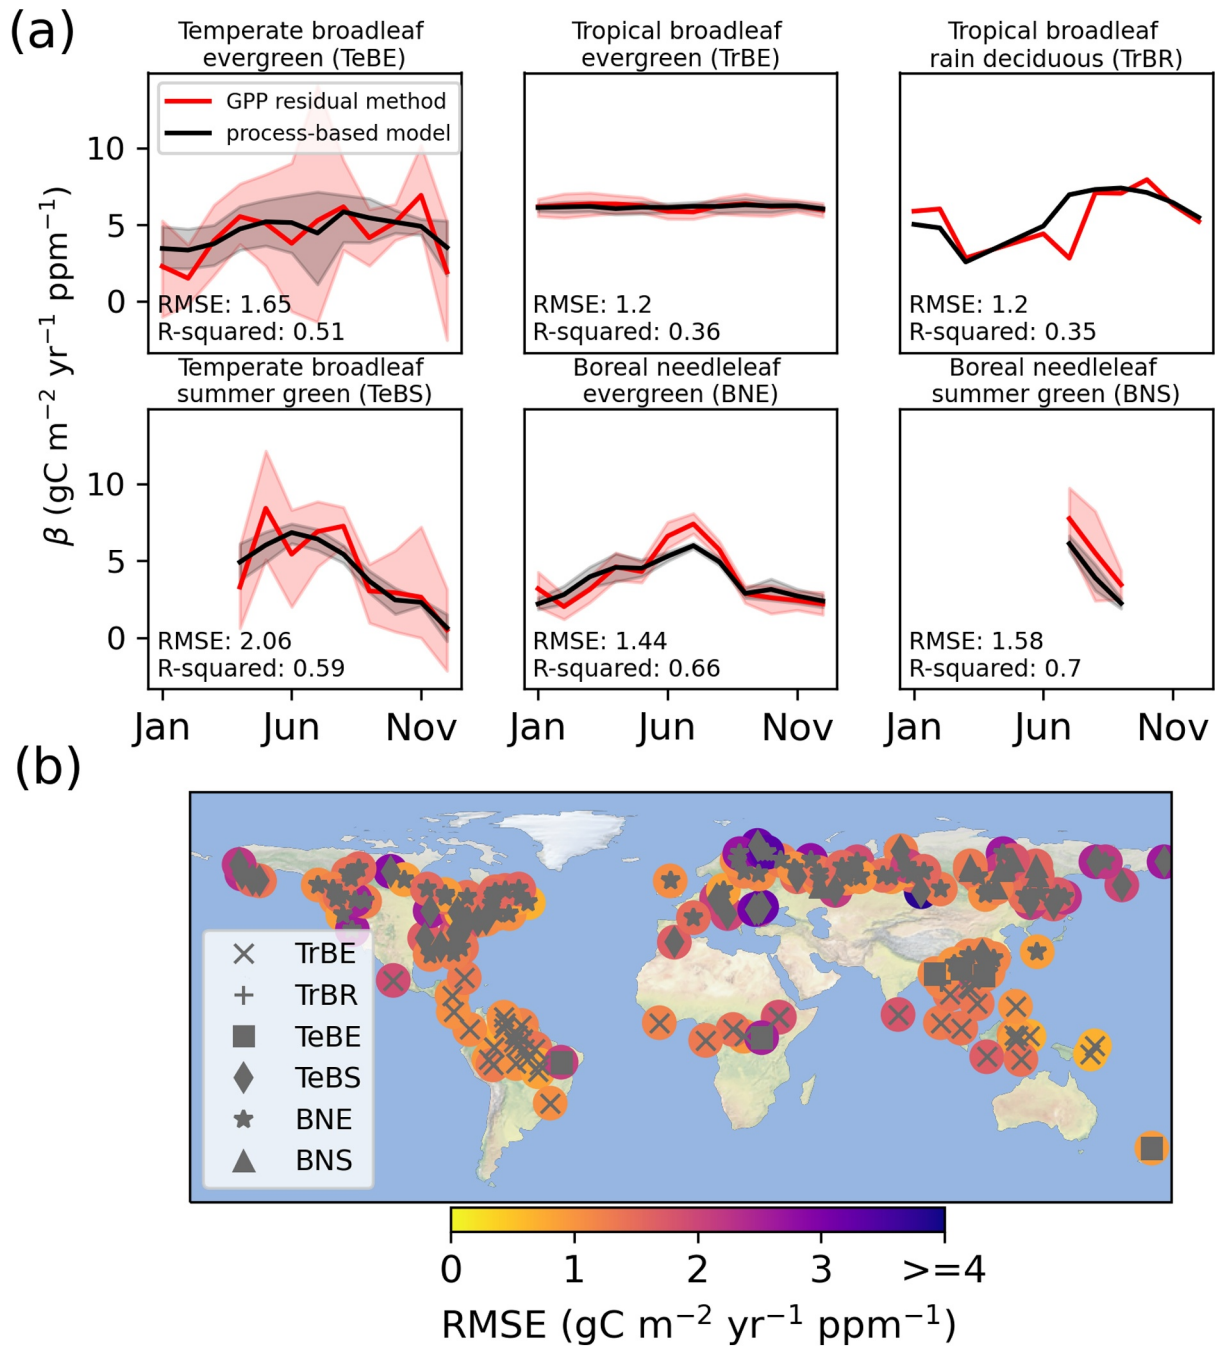 (a)
Temperate broadleaf
evergreen (TeBE)
Tropical broadleaf
evergreen (TrBE)
Tropical broadleaf
rain deciduous (TrBR)
GPP residual method
process-based model
10
5
0
RMSE: 1.65
R-squared: 0.51
RMSE: 1.2
R-squared: 0.36
RMSE: 1.2
R-squared: 0.35
β (gC m⁻² yr⁻¹ ppm⁻¹)
Temperate broadleaf
summer green (TeBS)
Boreal needleleaf
evergreen (BNE)
Boreal needleleaf
summer green (BNS)
10
5
0
RMSE: 2.06
R-squared: 0.59
RMSE: 1.44
R-squared: 0.66
RMSE: 1.58
R-squared: 0.7
Jan Jun Nov
Jan Jun Nov
Jan Jun Nov
(b)
TrBE
TrBR
TeBE
TeBS
BNE
BNS
0 1 2 3 >=4
RMSE (gC m⁻² yr⁻¹ ppm⁻¹)